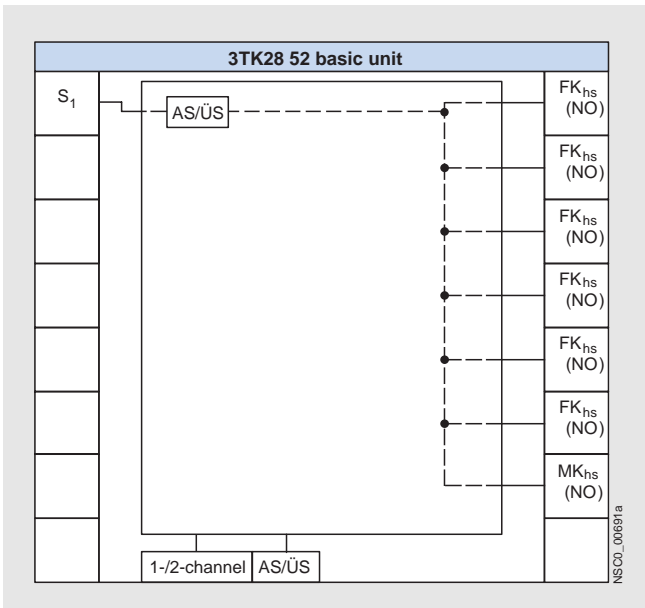 3TK28 52 basic unit
S1
AS/ÜS
FKhs
(NO)
FKhs
(NO)
FKhs
(NO)
FKhs
(NO)
FKhs
(NO)
FKhs
(NO)
MKhs
(NO)
1-/2-channel AS/ÜS
NSC0_00691a